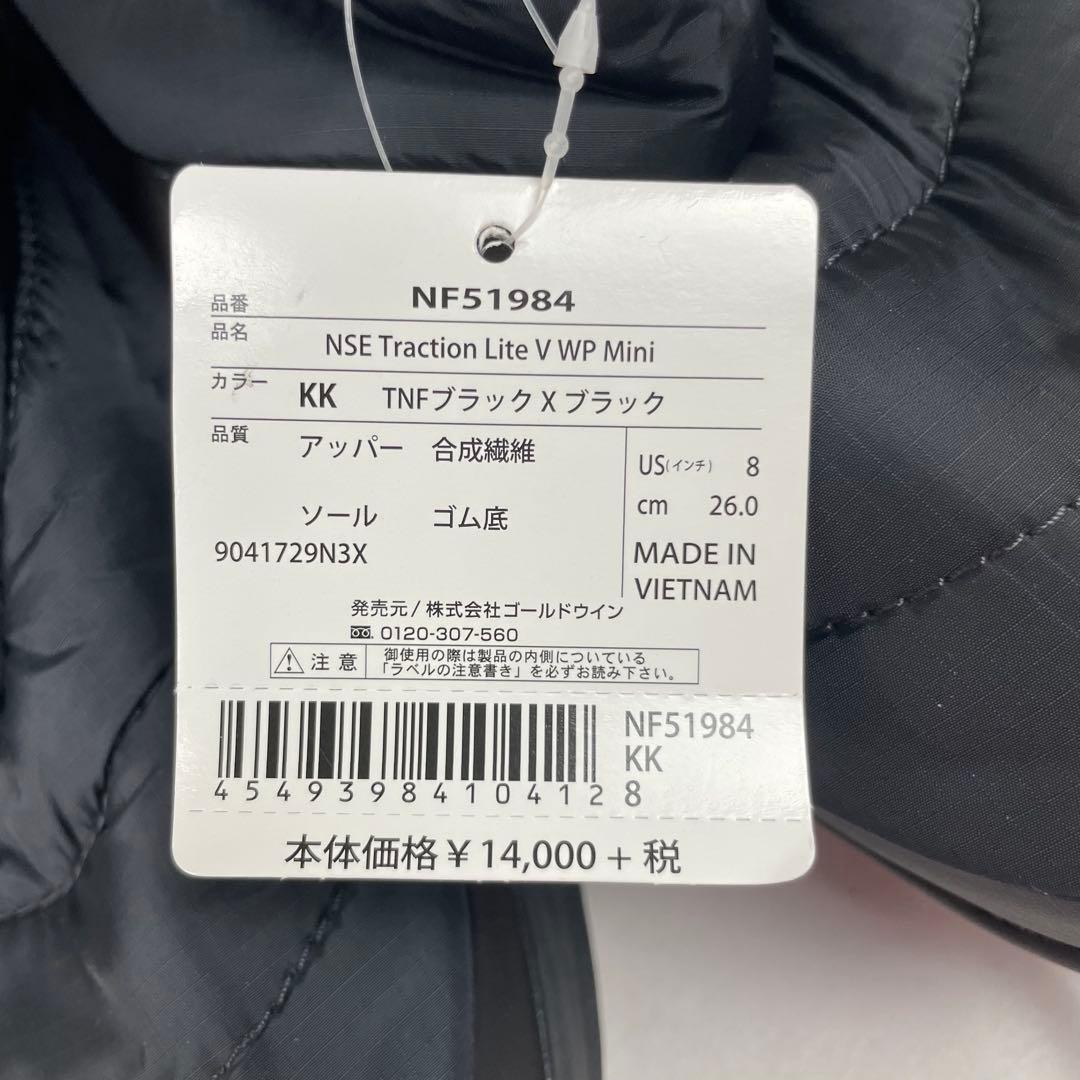 品番 NF51984
品名 NSE Traction Lite V WP Mini
カラー KK TNFブラック X ブラック
品質 アッパー 合成繊維
ソール ゴム底
9041729N3X
US(インチ) 8
cm 26.0
MADE IN
VIETNAM
発売元/株式会社ゴールドウイン
0120-307-560
注意 御使用の際は製品の内側についている
「ラベルの注意書き」を必ずお読み下さい。
4549398410412
NF51984
KK
8
本体価格¥14,000+税